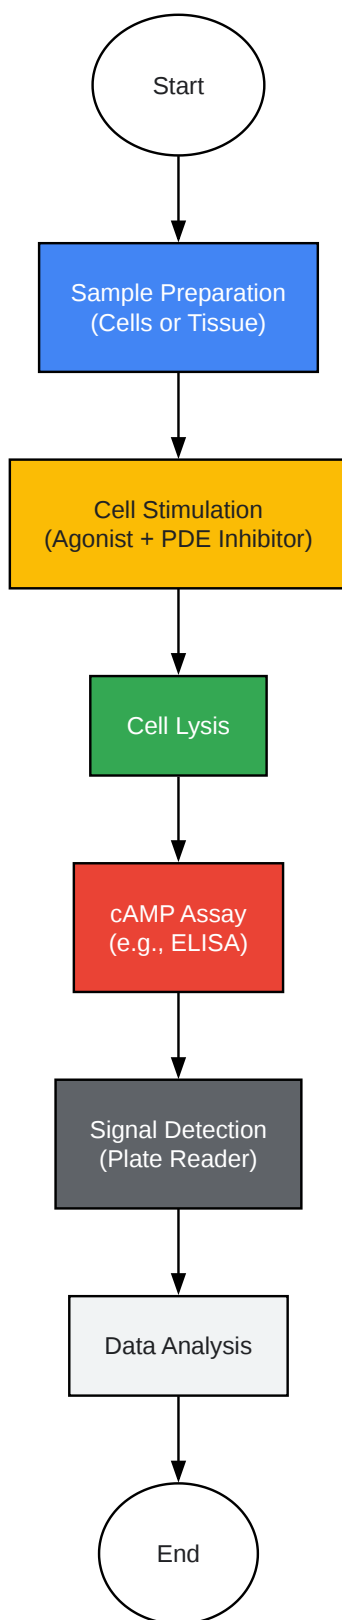 Start
Sample Preparation
(Cells or Tissue)
Cell Stimulation
(Agonist + PDE Inhibitor)
Cell Lysis
cAMP Assay
(e.g., ELISA)
Signal Detection
(Plate Reader)
Data Analysis
End